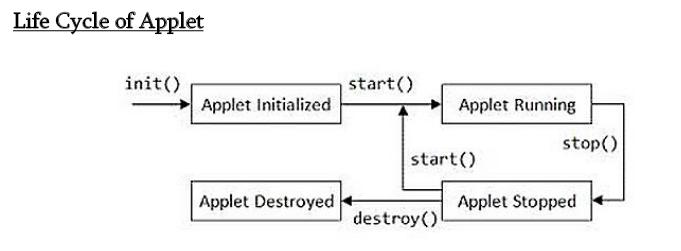 Life Cycle of Applet
init()
Applet Initialized
start()
Applet Running
stop()
start()
Applet Destroyed
destroy()
Applet Stopped